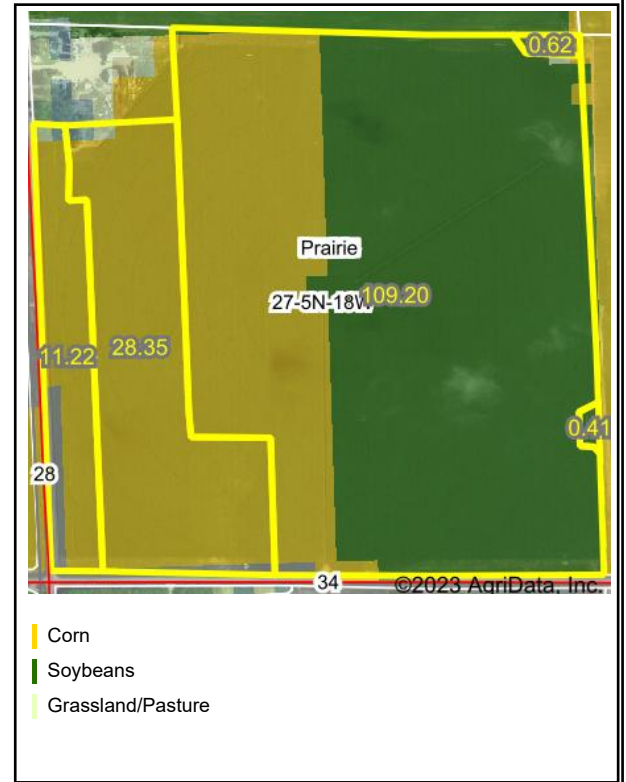 0.62
Prairie
27-5N-18W
109.20
28.35
11.22
0.41
28
34
©2023 AgriData, Inc.
Corn
Soybeans
Grassland/Pasture